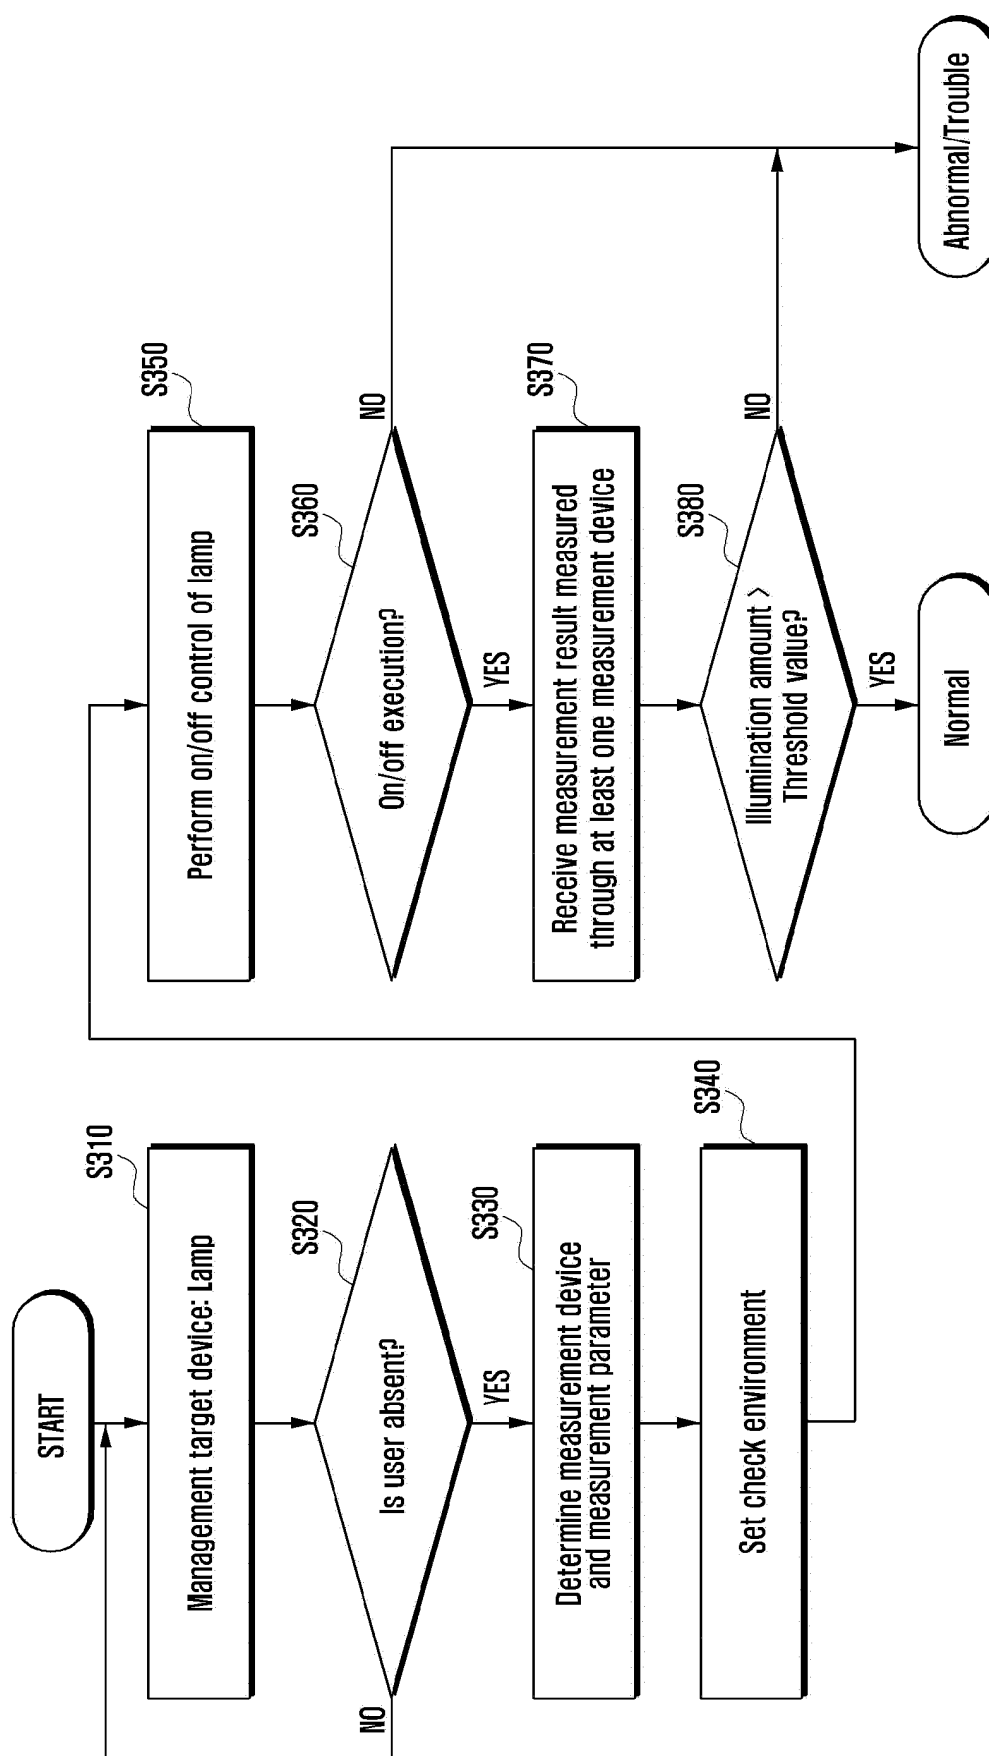 START
S310
Management target device: Lamp
S320
Is user absent?
NO
YES
S330
Determine measurement device
and measurement parameter
S340
Set check environment
S350
Perform on/off control of lamp
S360
On/off execution?
NO
YES
S370
Receive measurement result measured
through at least one measurement device
S380
Illumination amount >
Threshold value?
NO
YES
Normal
Abnormal/Trouble